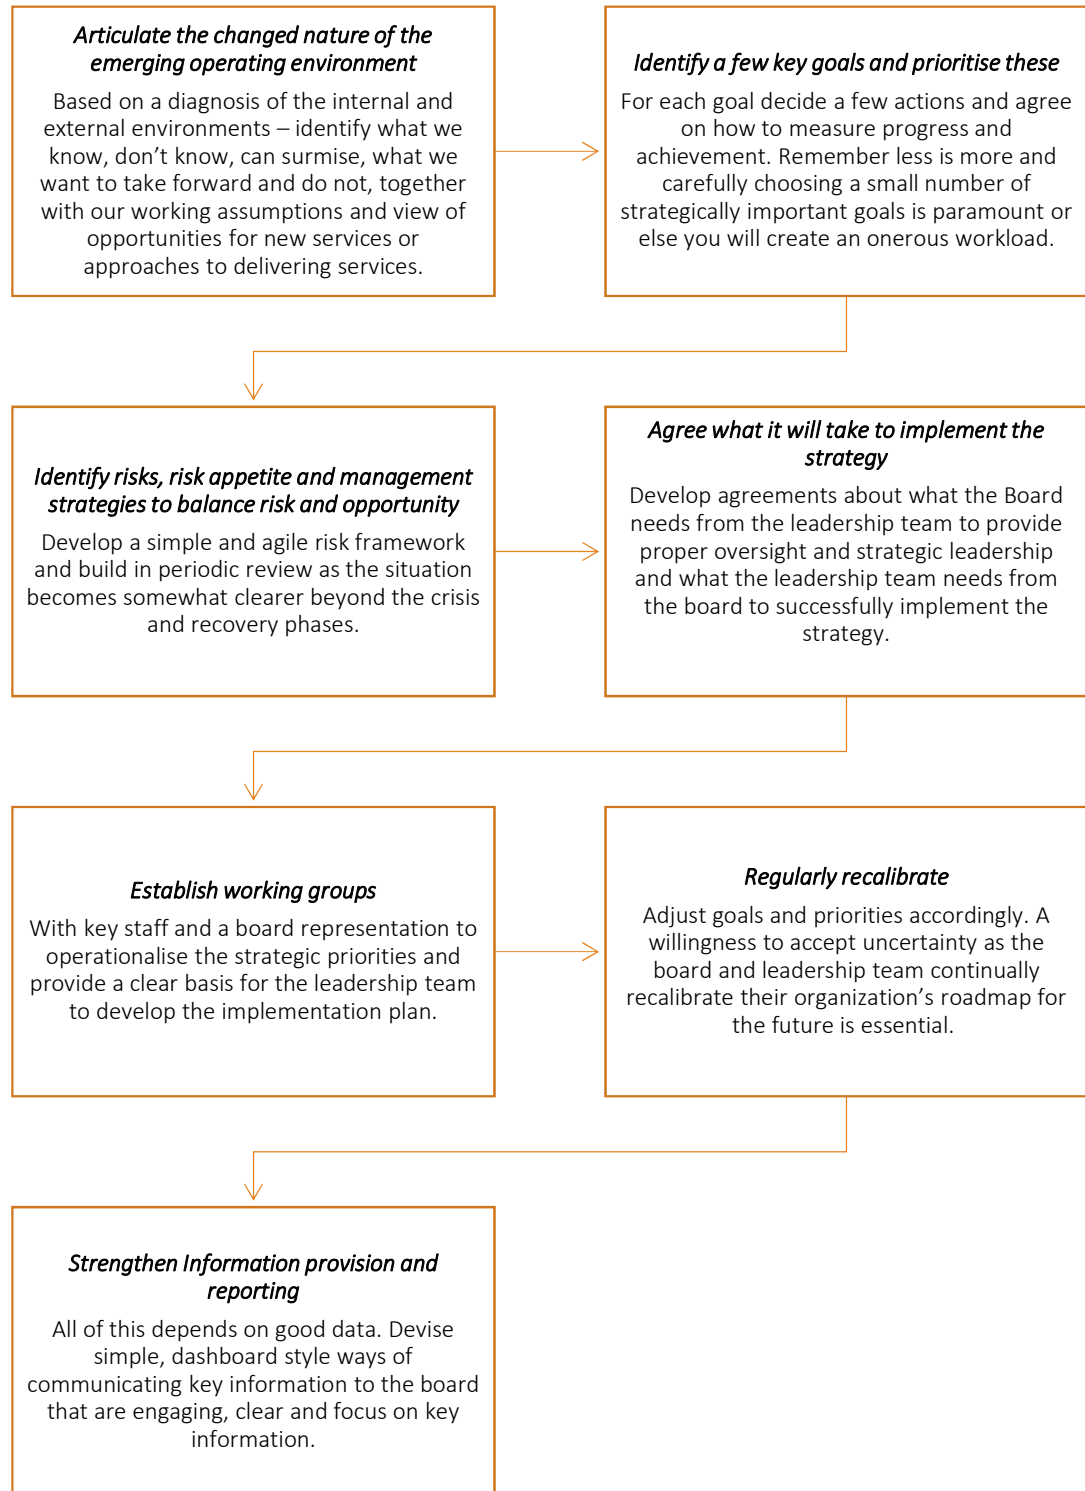 Articulate the changed nature of the
emerging operating environment
Based on a diagnosis of the internal and
external environments – identify what we
know, don’t know, can surmise, what we
want to take forward and do not, together
with our working assumptions and view of
opportunities for new services or
approaches to delivering services.
Identify a few key goals and prioritise these
For each goal decide a few actions and agree
on how to measure progress and
achievement. Remember less is more and
carefully choosing a small number of
strategically important goals is paramount or
else you will create an onerous workload.
Identify risks, risk appetite and management
strategies to balance risk and opportunity
Develop a simple and agile risk framework
and build in periodic review as the situation
becomes somewhat clearer beyond the crisis
and recovery phases.
Agree what it will take to implement the
strategy
Develop agreements about what the Board
needs from the leadership team to provide
proper oversight and strategic leadership
and what the leadership team needs from
the board to successfully implement the
strategy.
Establish working groups
With key staff and a board representation to
operationalise the strategic priorities and
provide a clear basis for the leadership team
to develop the implementation plan.
Regularly recalibrate
Adjust goals and priorities accordingly. A
willingness to accept uncertainty as the
board and leadership team continually
recalibrate their organization’s roadmap for
the future is essential.
Strengthen Information provision and
reporting
All of this depends on good data. Devise
simple, dashboard style ways of
communicating key information to the board
that are engaging, clear and focus on key
information.